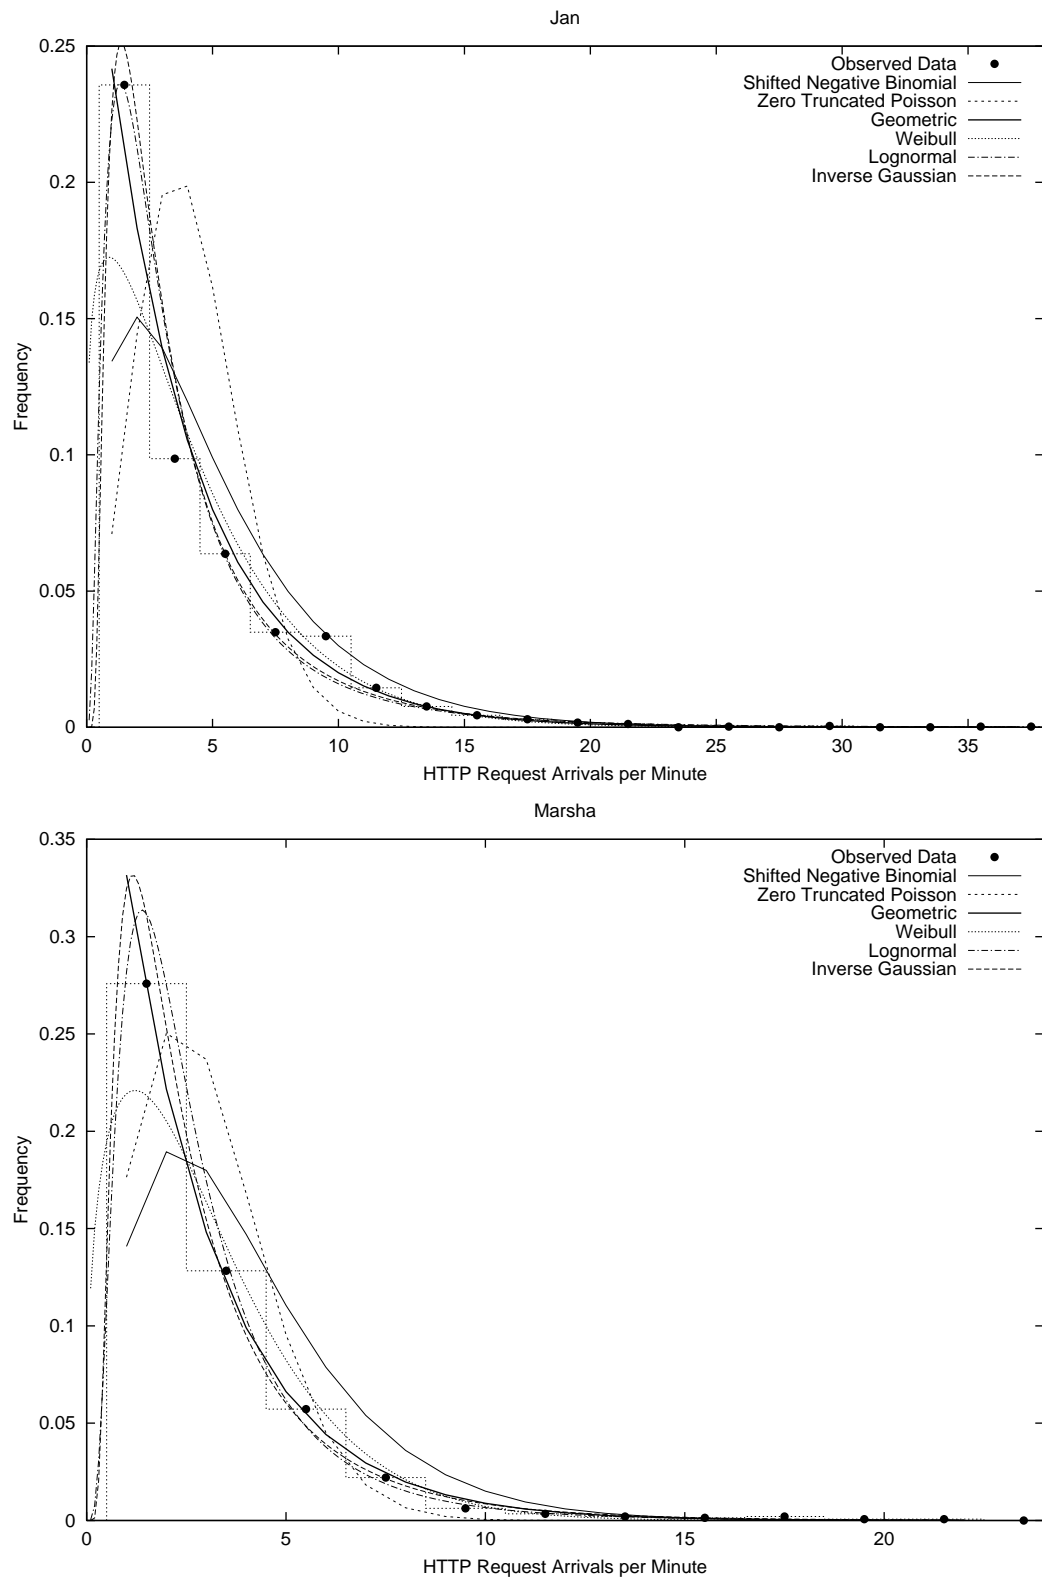 Jan
0.25
0.2
0.15
0.1
0.05
0
Frequency
Observed Data
Shifted Negative Binomial
Zero Truncated Poisson
Geometric
Weibull
Lognormal
Inverse Gaussian
0 5 10 15 20 25 30 35
HTTP Request Arrivals per Minute
Marsha
0.35
0.3
0.25
0.2
0.15
0.1
0.05
0
Frequency
Observed Data
Shifted Negative Binomial
Zero Truncated Poisson
Geometric
Weibull
Lognormal
Inverse Gaussian
0 5 10 15 20
HTTP Request Arrivals per Minute